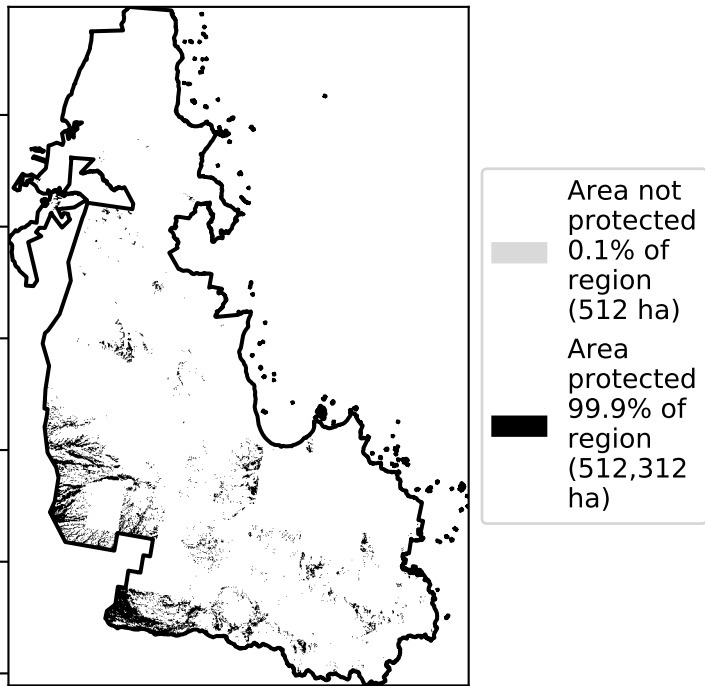 Area not
protected
0.1% of
region
(512 ha)
Area
protected
99.9% of
region
(512,312
ha)